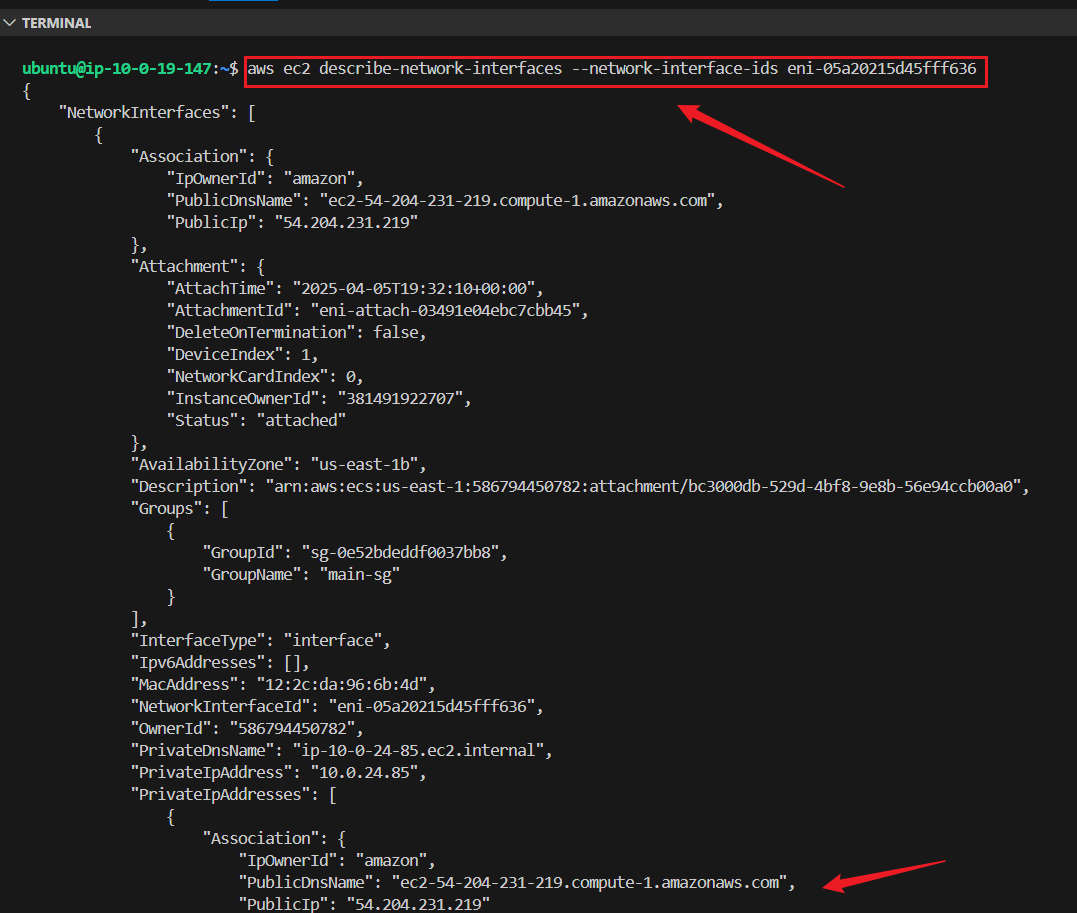 TERMINAL
ubuntu@ip-10-0-19-147:~$ aws ec2 describe-network-interfaces --network-interface-ids eni-05a20215d45fff636
{
    "NetworkInterfaces": [
        {
            "Association": {
                "IpOwnerId": "amazon",
                "PublicDnsName": "ec2-54-204-231-219.compute-1.amazonaws.com",
                "PublicIp": "54.204.231.219"
            },
            "Attachment": {
                "AttachTime": "2025-04-05T19:32:10+00:00",
                "AttachmentId": "eni-attach-03491e04ebc7cbb45",
                "DeleteOnTermination": false,
                "DeviceIndex": 1,
                "NetworkCardIndex": 0,
                "InstanceOwnerId": "381491922707",
                "Status": "attached"
            },
            "AvailabilityZone": "us-east-1b",
            "Description": "arn:aws:ecs:us-east-1:586794450782:attachment/bc3000db-529d-4bf8-9e8b-56e94ccb00a0",
            "Groups": [
                {
                    "GroupId": "sg-0e52bdeddf0037bb8",
                    "GroupName": "main-sg"
                }
            ],
            "InterfaceType": "interface",
            "Ipv6Addresses": [],
            "MacAddress": "12:2c:da:96:6b:4d",
            "NetworkInterfaceId": "eni-05a20215d45fff636",
            "OwnerId": "586794450782",
            "PrivateDnsName": "ip-10-0-24-85.ec2.internal",
            "PrivateIpAddress": "10.0.24.85",
            "PrivateIpAddresses": [
                {
                    "Association": {
                        "IpOwnerId": "amazon",
                        "PublicDnsName": "ec2-54-204-231-219.compute-1.amazonaws.com",
                        "PublicIp": "54.204.231.219"